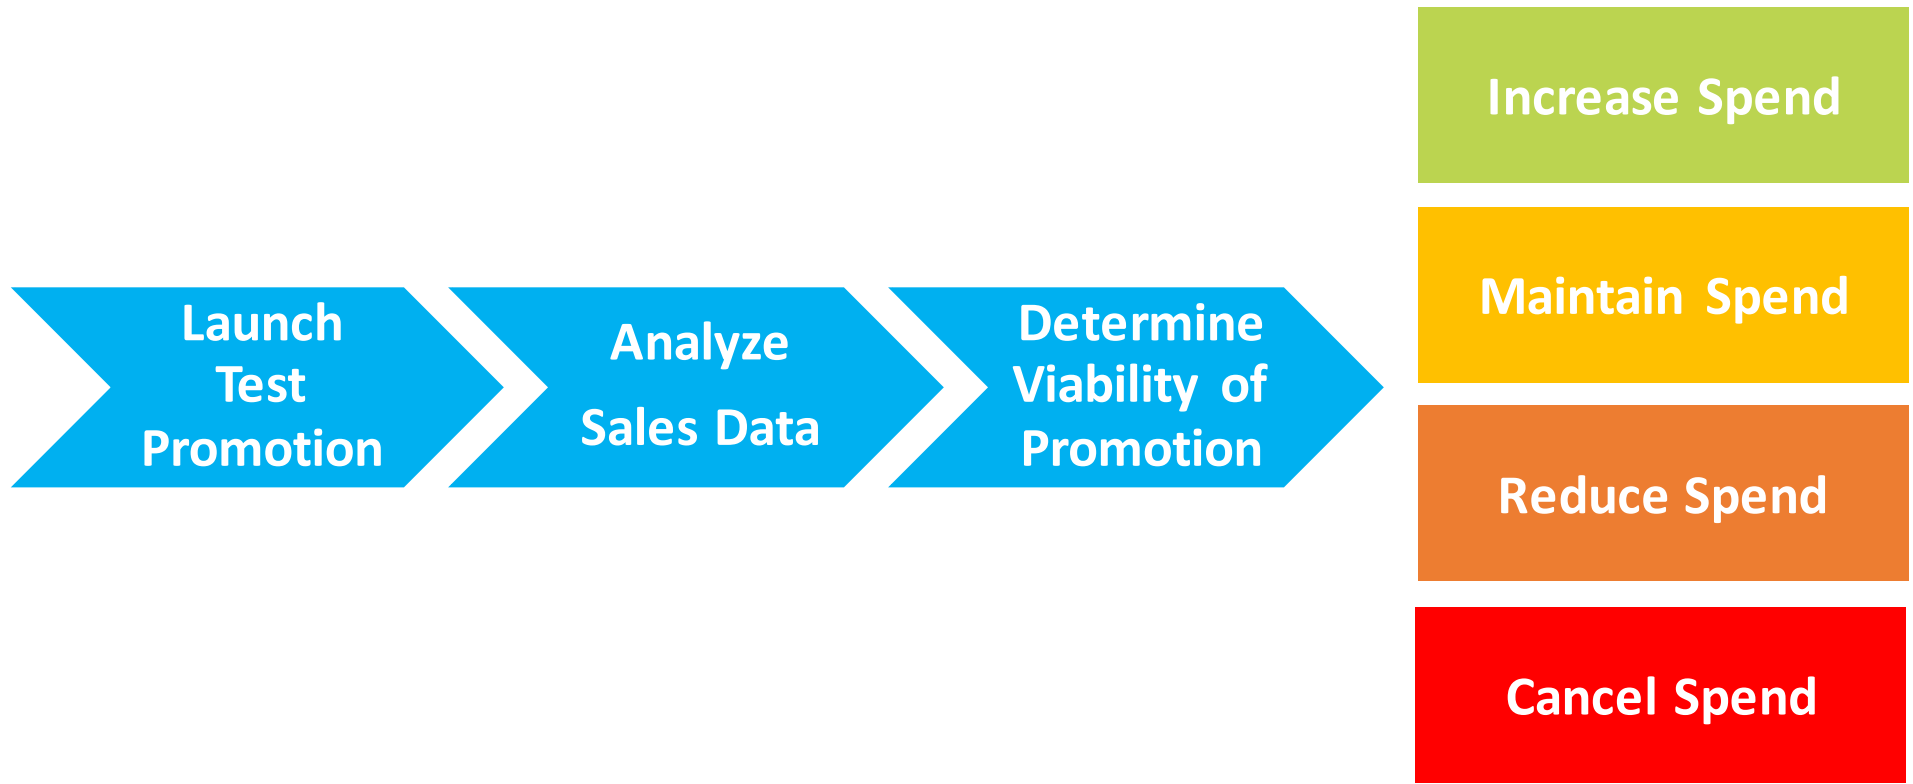 Launch
Test
Promotion
Analyze
Sales Data
Determine
Viability of
Promotion
Increase Spend
Maintain Spend
Reduce Spend
Cancel Spend